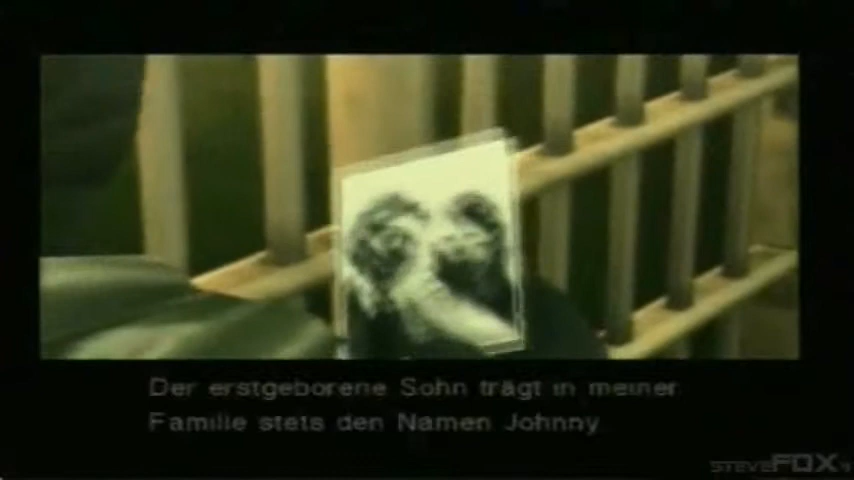 Der erstgeborene Sohn trägt in meiner
Familie stets den Namen Johnny
STEVEFOX